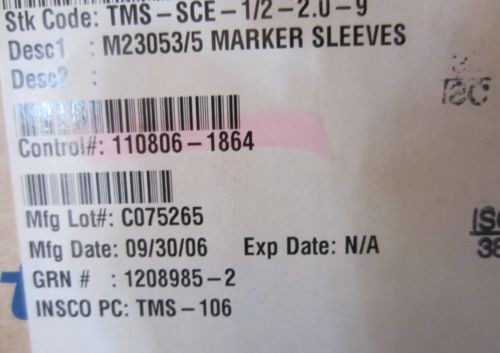 Stk Code: TMS-SCE-1/2-2.0-9
Desc1 : M23053/5 MARKER SLEEVES
Desc2 :
ISO
Control#: 110806-1864
Mfg Lot#: C075265
Mfg Date: 09/30/06 Exp Date: N/A
GRN # : 1208985-2
INSCO PC: TMS-106